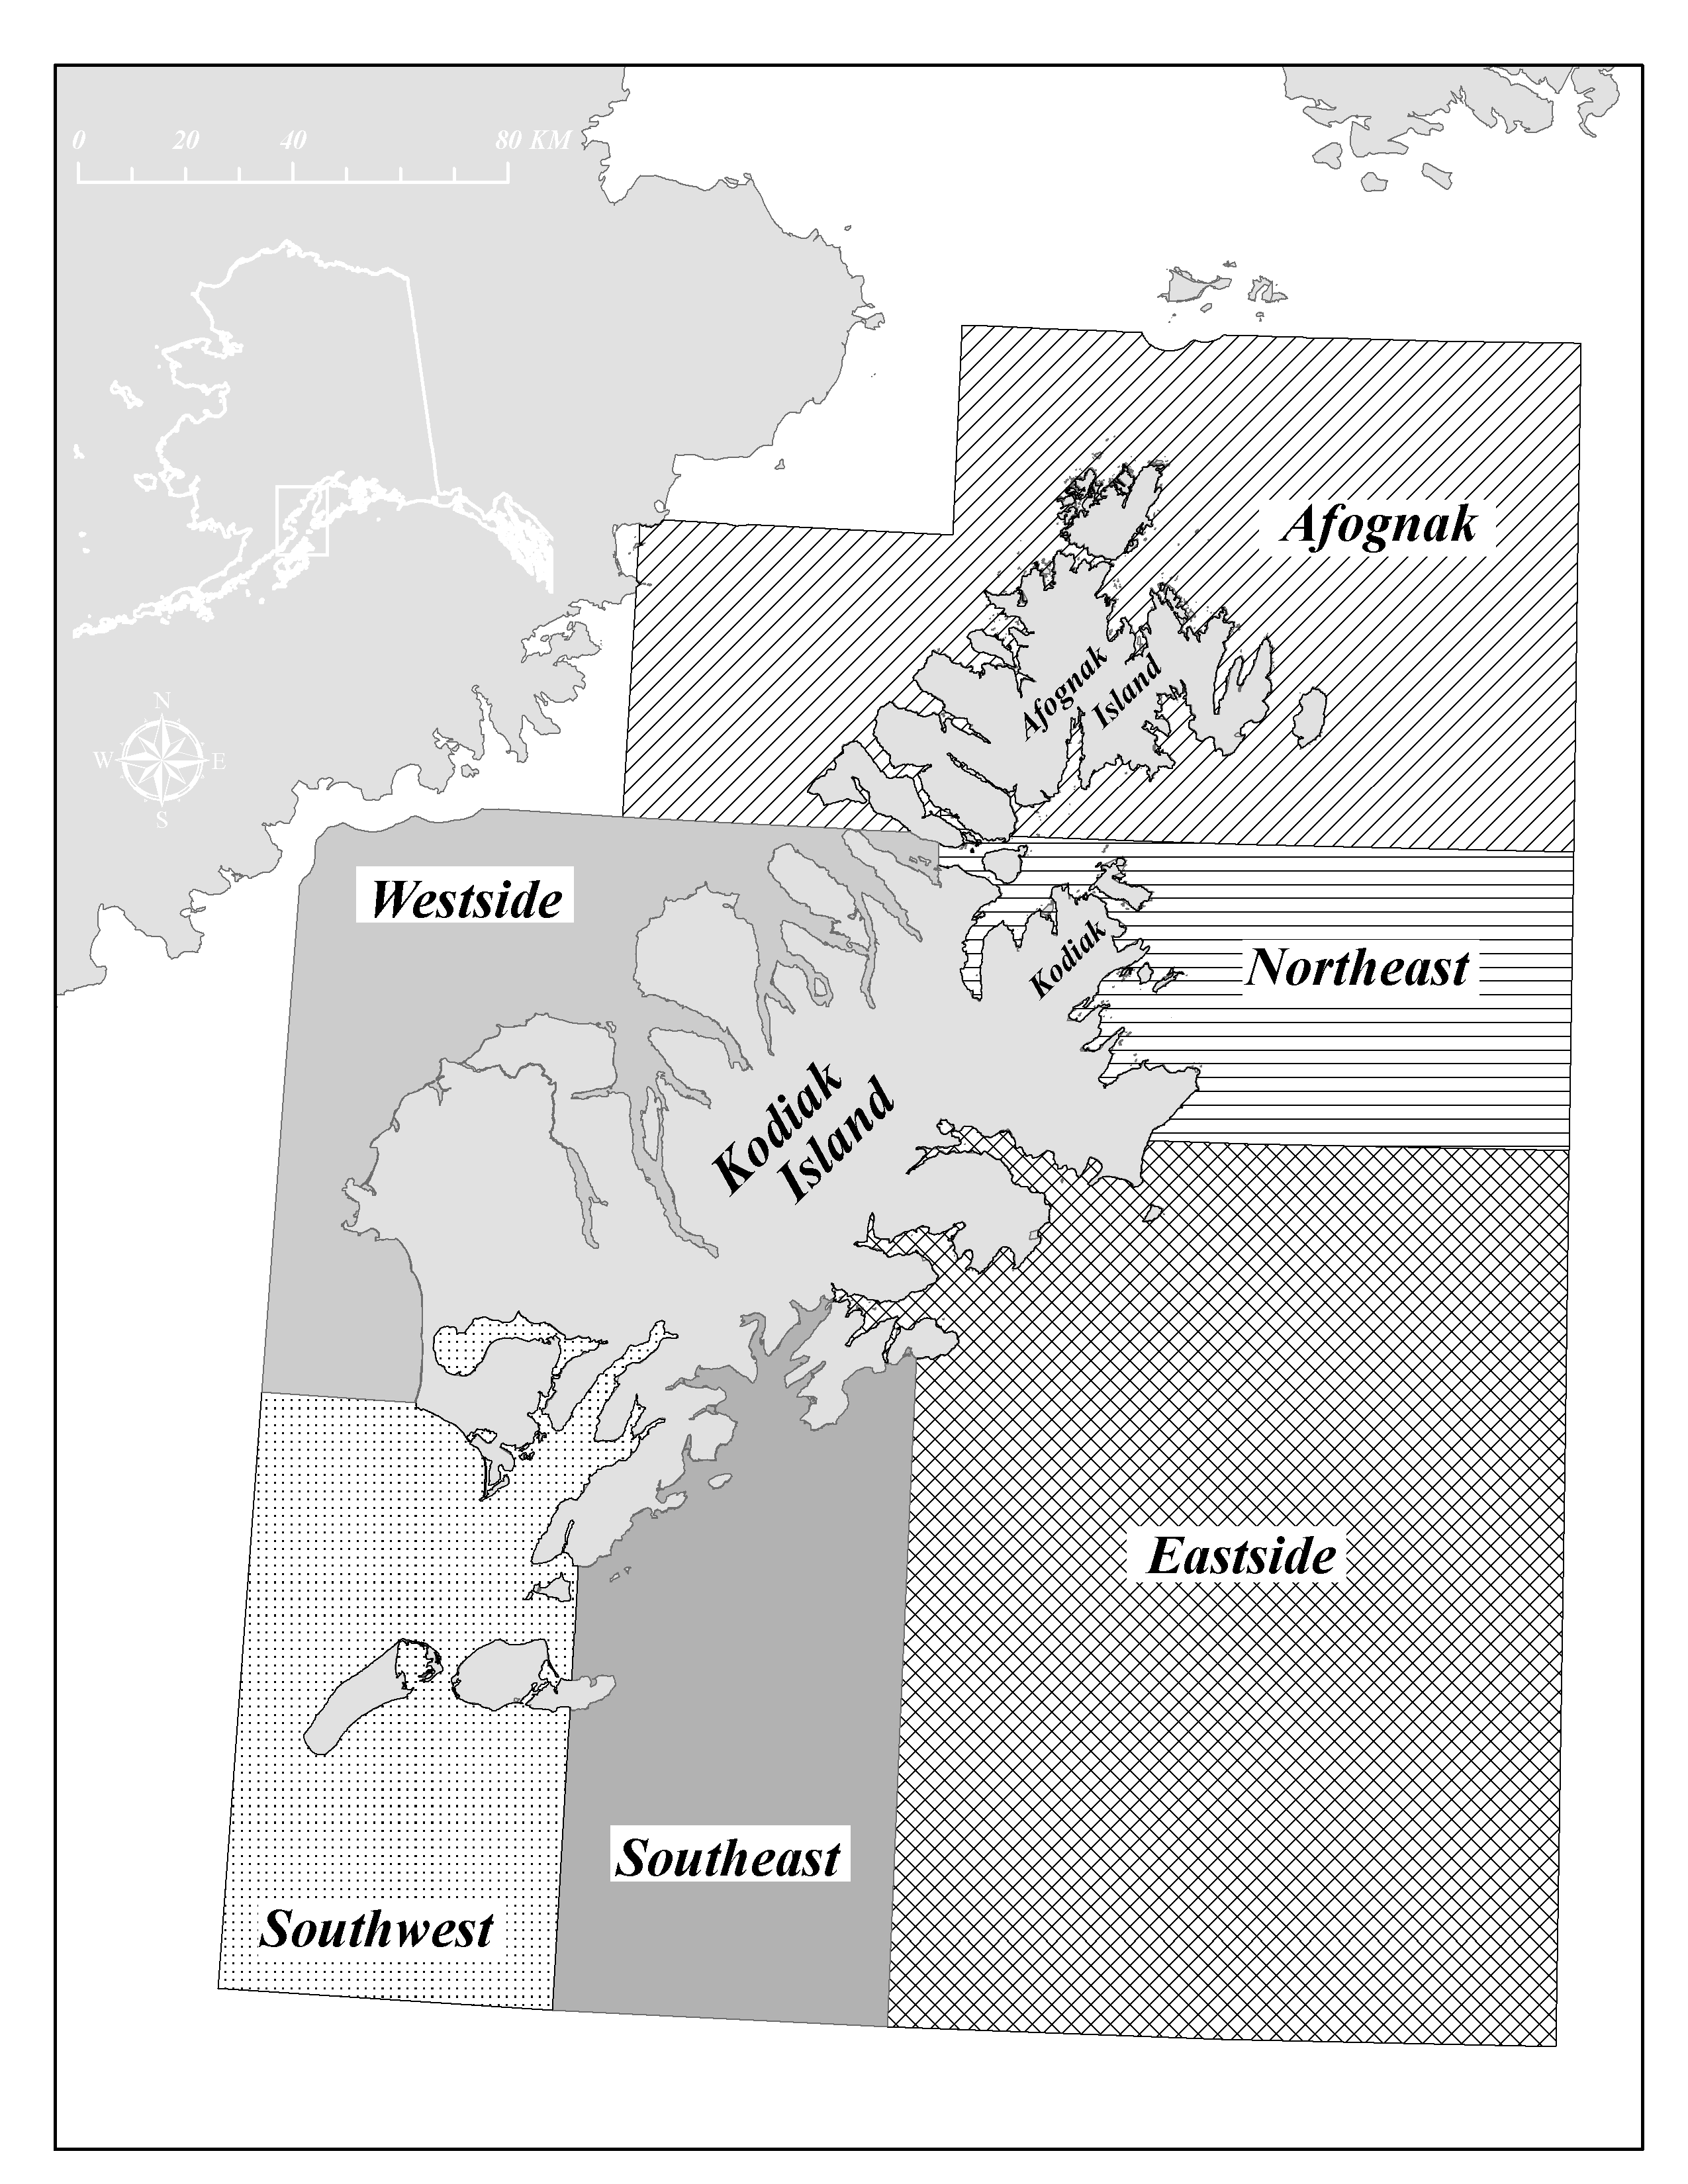 0 20 40 80 KM
Afognak
Afognak
Island
N
W E
S
Westside
Kodiak
Northeast
Kodiak
Island
Eastside
Southeast
Southwest